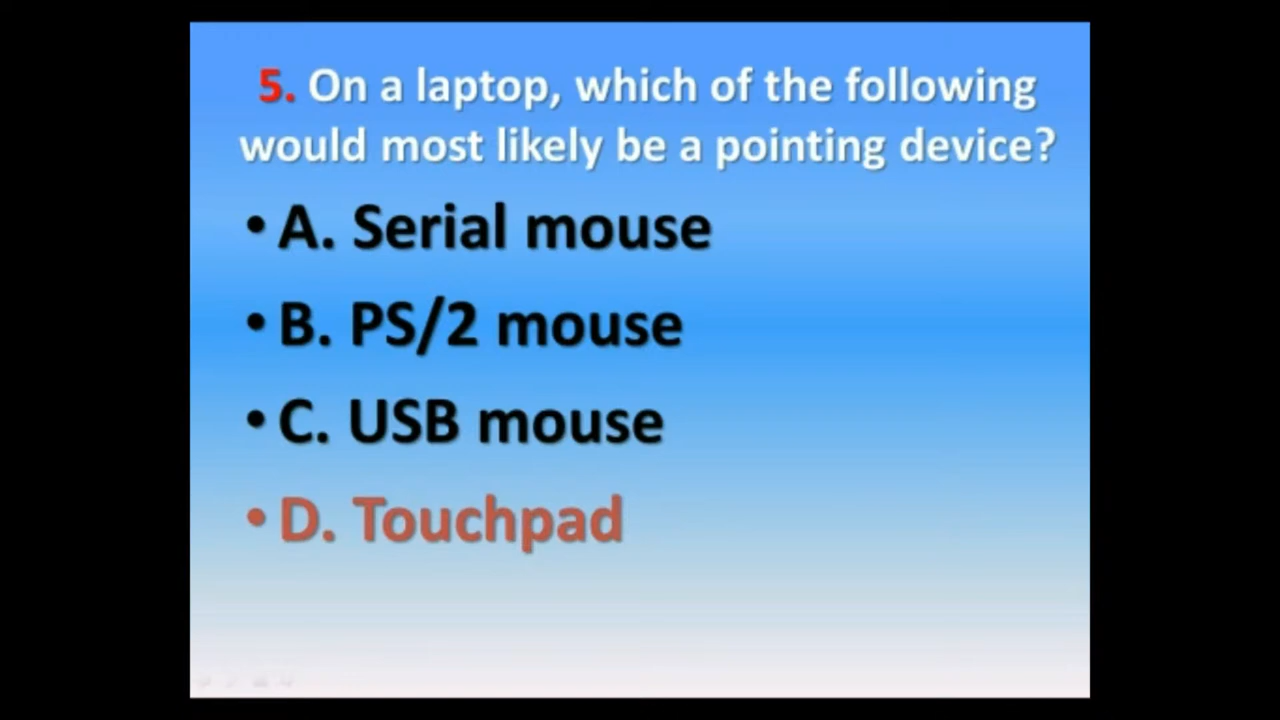 5. On a laptop, which of the following
would most likely be a pointing device?
• A. Serial mouse
• B. PS/2 mouse
• C. USB mouse
• D. Touchpad